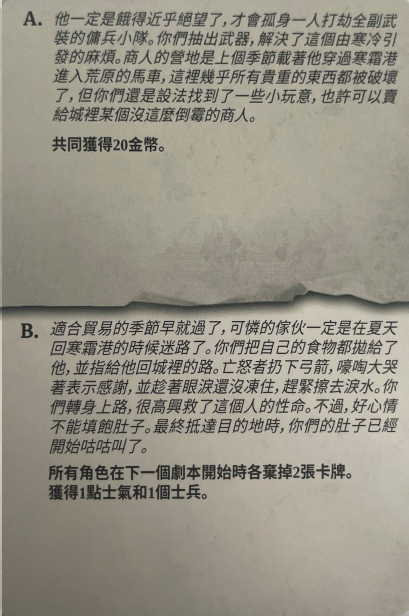 A. 他一定是餓得近乎絕望了，才會孤身一人打劫全副武
裝的傭兵小隊。你們抽出武器，解決了這個由寒冷引
發的麻煩。商人的營地是上個季節載著他穿過寒霜港
進入荒原的馬車，這裡幾乎所有貴重的東西都被破壞
了，但你們還是設法找到了一些小玩意，也許可以賣
給城裡某個沒這麼倒霉的商人。
共同獲得20金幣。
B. 適合貿易的季節早就過了，可憐的傢伙一定是在夏天
回寒霜港的時候迷路了。你們把自己的食物都拋給了
他，並指給他回城裡的路。亡怒者扔下弓箭，嚎啕大哭
著表示感謝，並趁著眼淚還沒凍住，趕緊擦去淚水。你
們轉身上路，很高興救了這個人的性命。不過，好心情
不能填飽肚子。最終抵達目的地時，你們的肚子已經
開始咕咕叫了。
所有角色在下一個劇本開始時各棄掉2張卡牌。
獲得1點士氣和1個士兵。